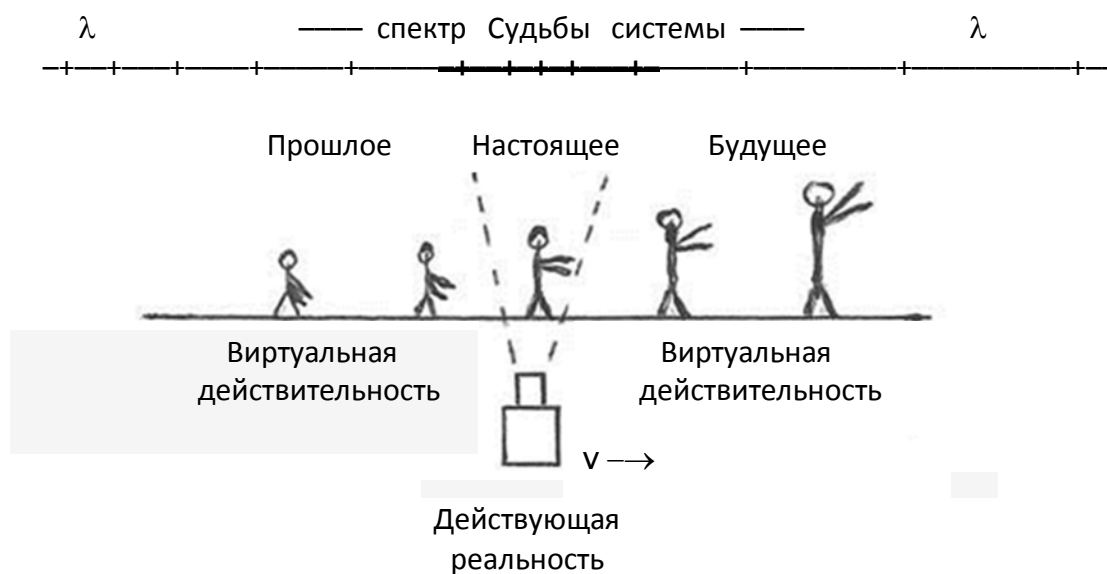 λ —— спектр Судьбы системы —— λ
Прошлое Настоящее Будущее
Виртуальная Виртуальная
действительность действительность
v —→
Действующая
реальность